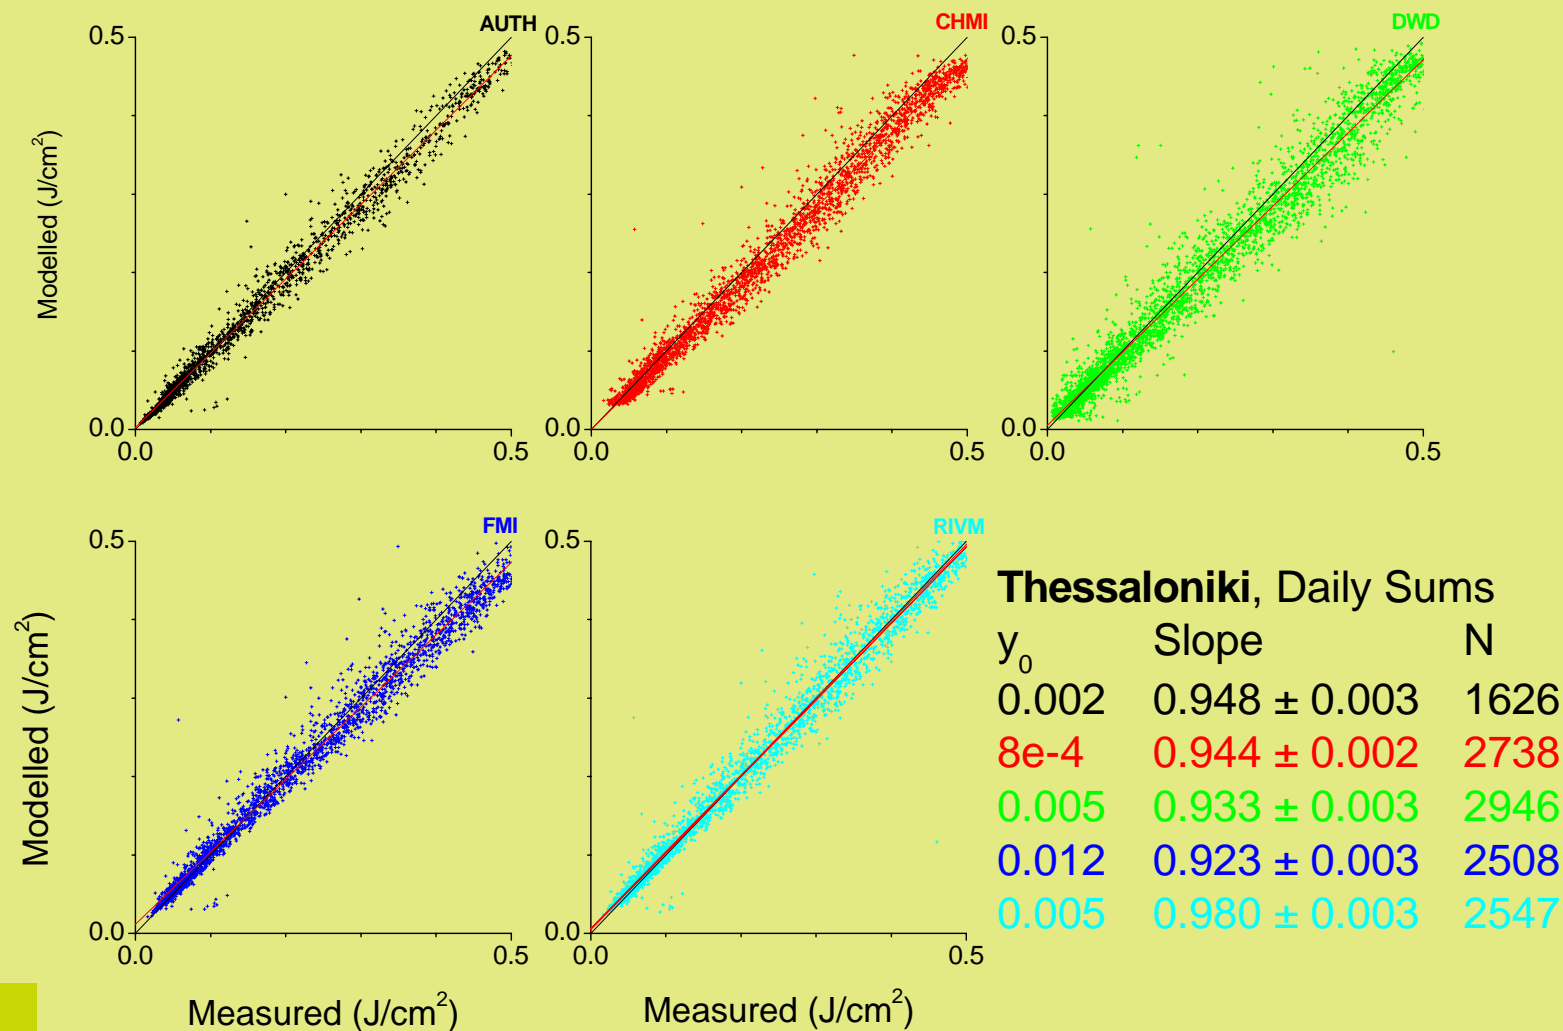 AUTH
0.5
Modelled (J/cm²)
0.0
0.0 0.5
CHMI
0.5
0.0
0.0 0.5
DWD
0.5
0.0
0.0 0.5
FMI
0.5
Modelled (J/cm²)
0.0
0.0 0.5
Measured (J/cm²)
RIVM
0.5
0.0
0.0 0.5
Measured (J/cm²)
Thessaloniki, Daily Sums
y₀ Slope N
0.002 0.948 ± 0.003 1626
8e-4 0.944 ± 0.002 2738
0.005 0.933 ± 0.003 2946
0.012 0.923 ± 0.003 2508
0.005 0.980 ± 0.003 2547